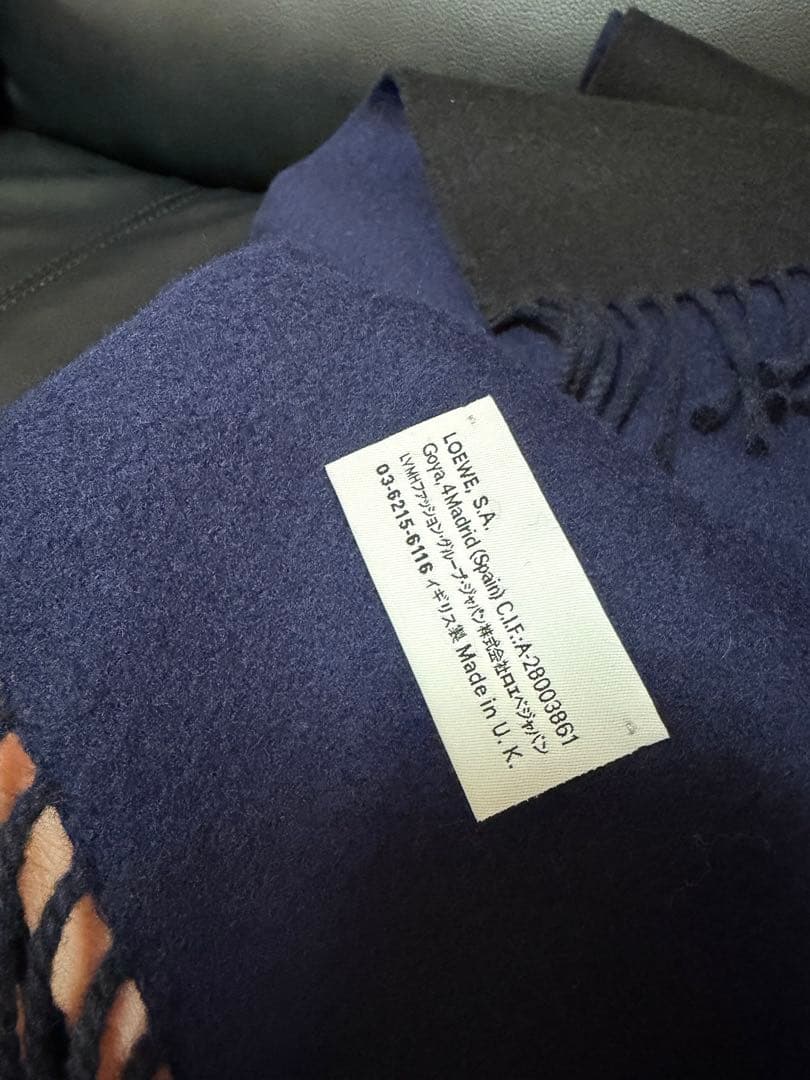 LOEWE, S.A.
Goya, 4Madrid (Spain) C.I.F.:A-28003861
LVMHファッション・グループ・ジャパン株式会社ロエベジャパン
03-6215-6116 イギリス製 Made in U. K.